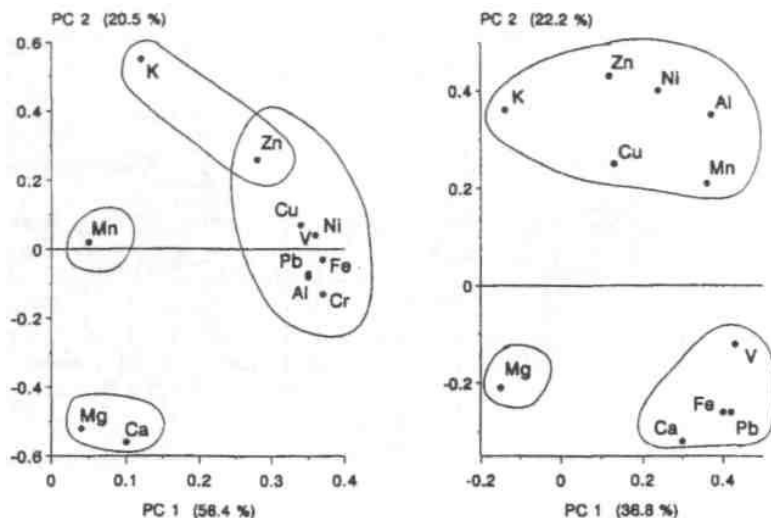 PC 2 (20.5 %)
0.6
K
0.4
Zn
0.2
Cu
Ni
V
Mn
0
Pb
Fe
Al
Cr
-0.2
-0.4
Mg
Ca
-0.6
0
0.1
0.2
0.3
0.4
PC 1 (56.4 %)
PC 2 (22.2 %)
Zn
Ni
0.4
K
Al
Cu
Mn
0.2
0
V
Mg
-0.2
Fe
Ca
Pb
-0.2
0
0.2
0.4
PC 1 (36.8 %)